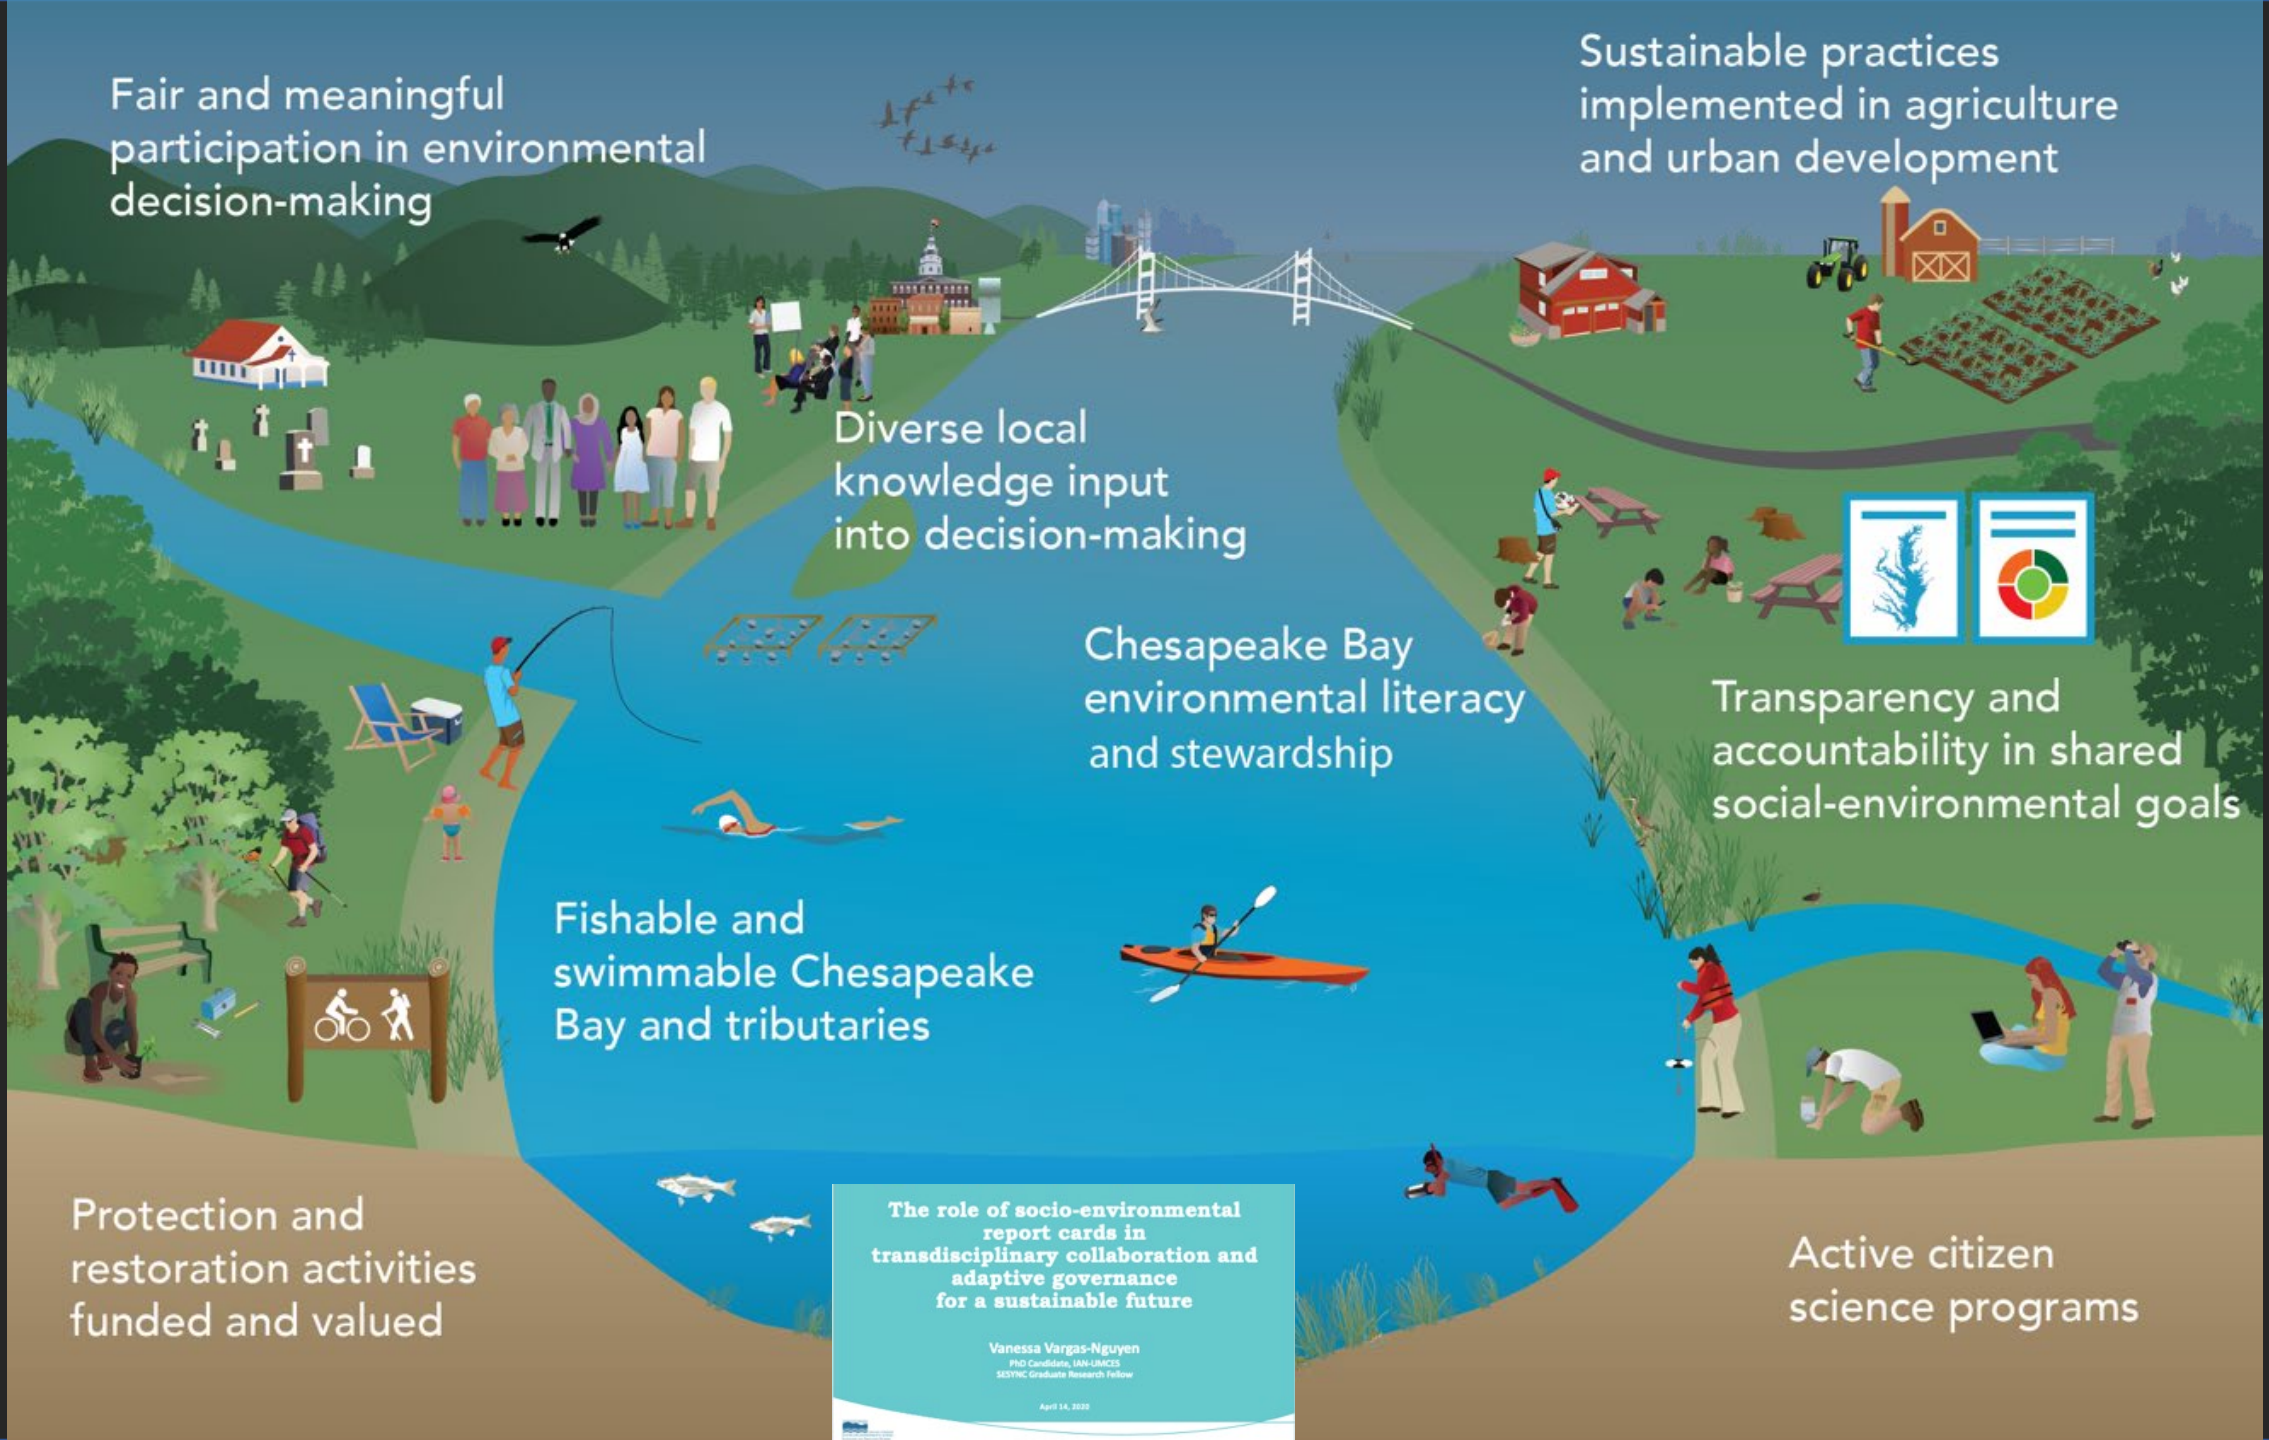 Fair and meaningful
participation in environmental
decision-making
Sustainable practices
implemented in agriculture
and urban development
Diverse local
knowledge input
into decision-making
Chesapeake Bay
environmental literacy
and stewardship
Transparency and
accountability in shared
social-environmental goals
Fishable and
swimmable Chesapeake
Bay and tributaries
Protection and
restoration activities
funded and valued
Active citizen
science programs
The role of socio-environmental
report cards in
transdisciplinary collaboration and
adaptive governance
for a sustainable future
Vanessa Vargas-Nguyen
PhD Candidate, IAN-UMCES
SESYNC Graduate Research Fellow
April 14, 2020